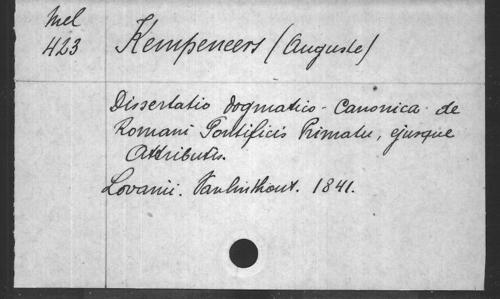 Mel
423
Kempeneers (Auguste)
Dissertatio dogmatico-Canonica de
Romani Pontificis Primatu, ejusque
Attributis.
Lovanii. Vanlinthout. 1841.